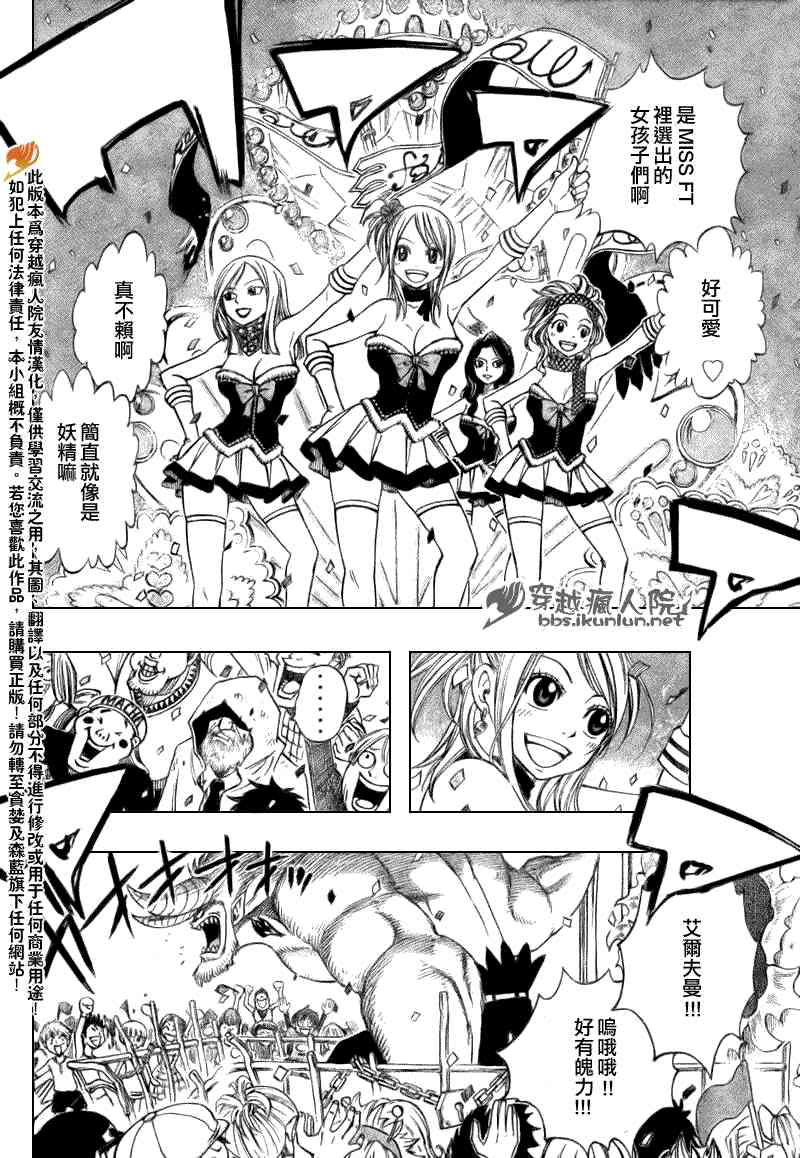 是MISS FT
裡選出的
女孩子們啊
好可愛♡
真不賴啊
簡直就像是
妖精嘛
穿越瘋人院
bbs.ikunlun.net
......
MACHO
艾爾夫曼!!!
嗚哦哦!!
好有魄力!!!
此版本爲穿越瘋人院友情漢化，僅供學習交流之用，其圖、翻譯以及任何部分不得進行修改或用于任何商業用途！
如犯上任何法律責任，本小組概不負責。若您喜歡此作品，請購買正版！請勿轉至貪婪及森藍旗下任何網站！